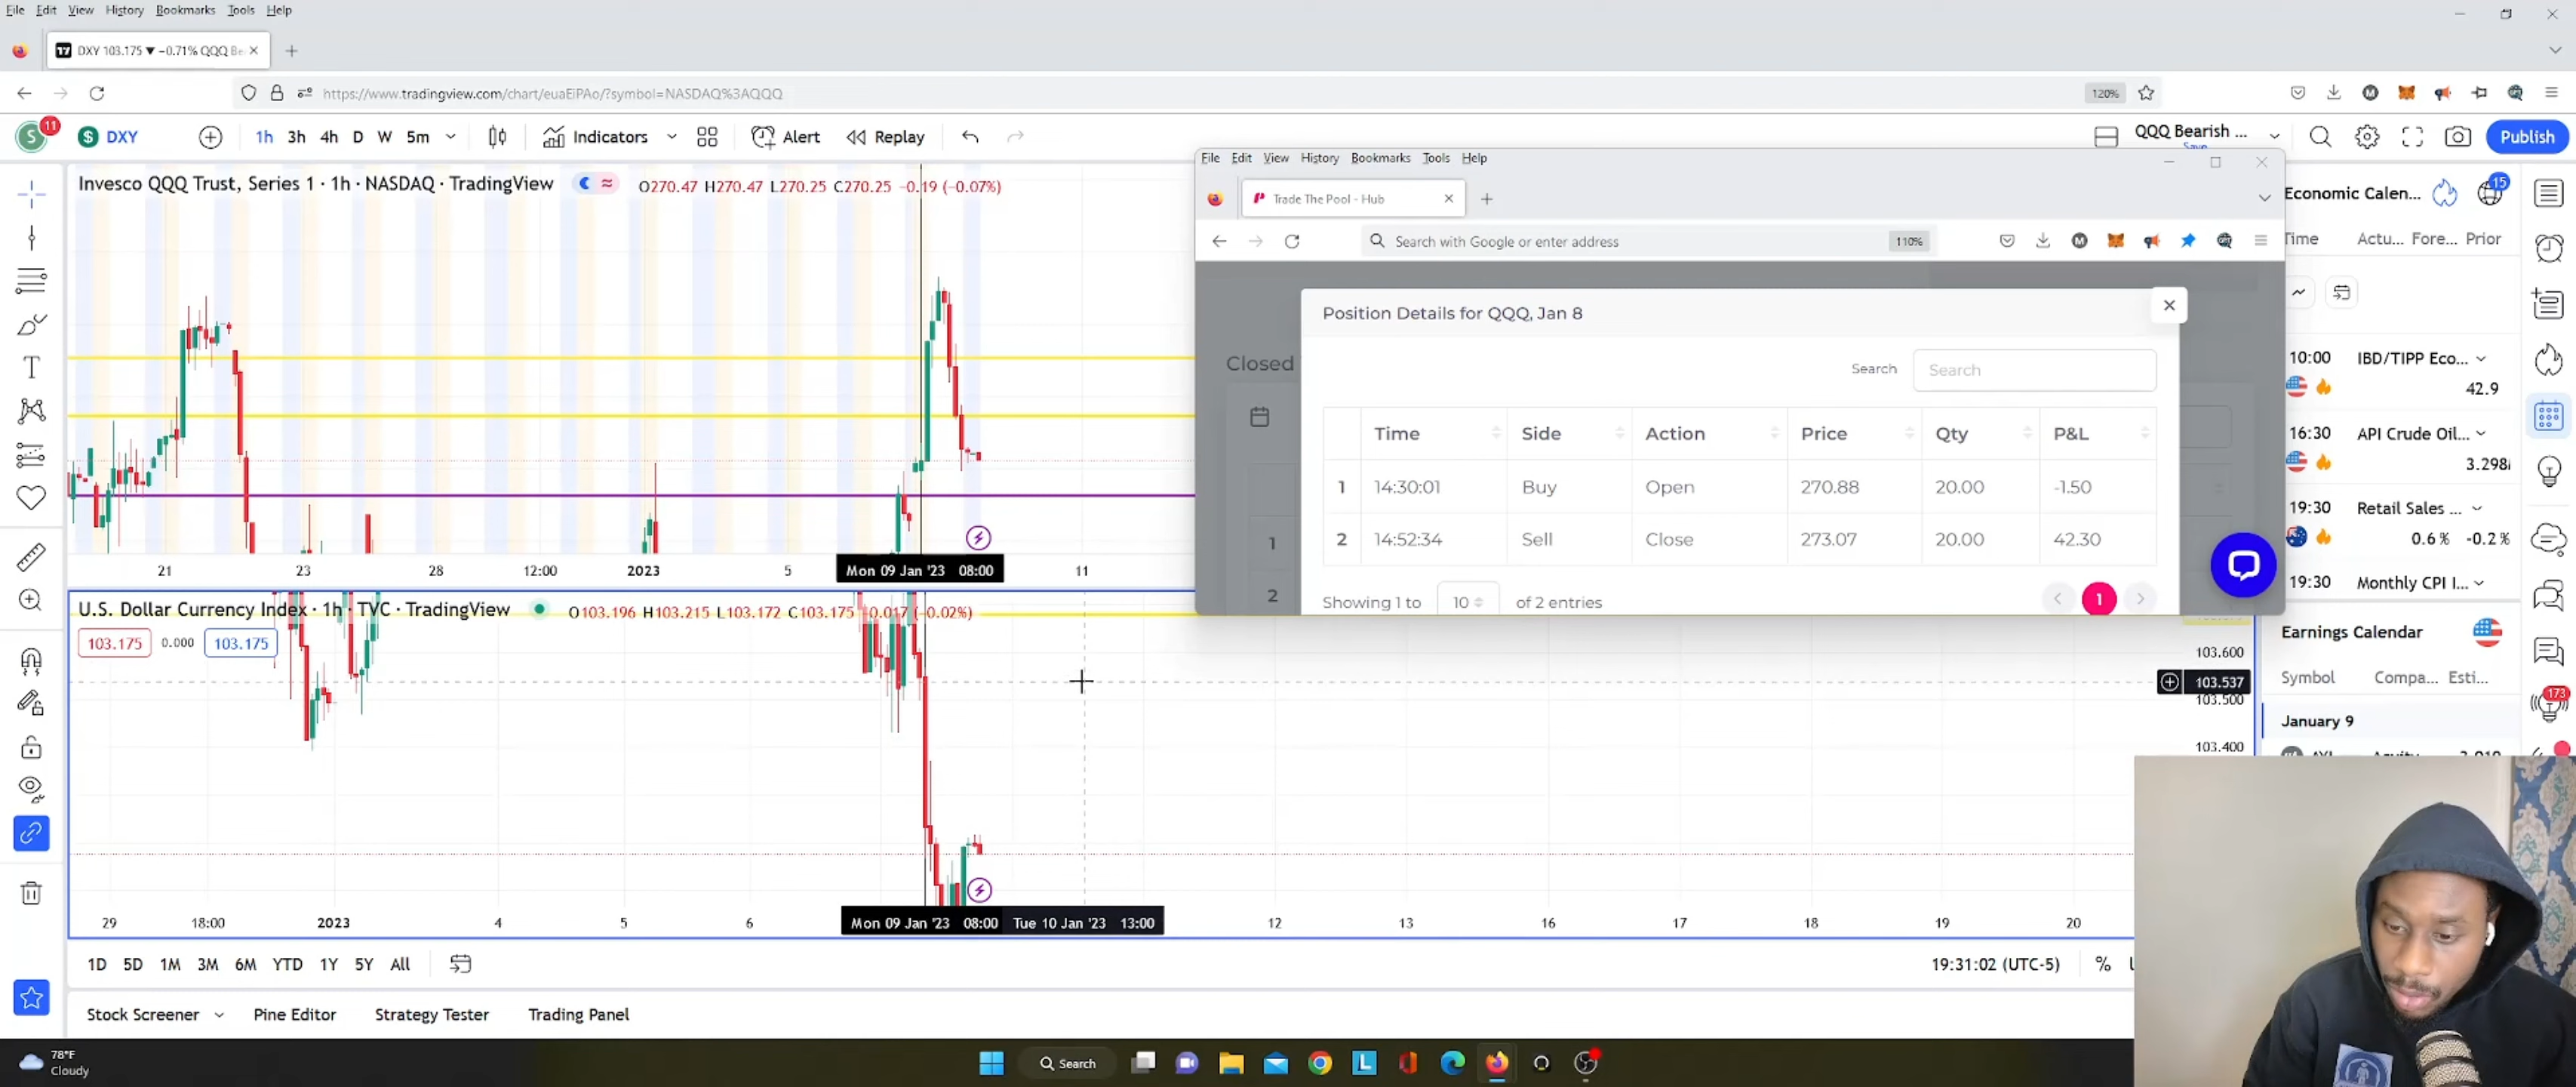 File Edit View History Bookmarks Tools Help
DXY 103.175 ▼ −0.71% QQQ Be
https://www.tradingview.com/chart/euaEiPAo/?symbol=NASDAQ%3AQQQ
120%
S 11 $ DXY 1h 3h 4h D W 5m Indicators Alert Replay
QQQ Bearish ...
Save
Publish
Invesco QQQ Trust, Series 1 · 1h · NASDAQ · TradingView O270.47 H270.47 L270.25 C270.25 −0.19 (−0.07%)
21 23 28 12:00 2023 5 Mon 09 Jan '23 08:00 11
U.S. Dollar Currency Index · 1h · TVC · TradingView O103.196 H103.215 L103.172 C103.175 −0.017 (−0.02%)
103.175 0.000 103.175
103.600
103.537
103.500
103.400
29 18:00 2023 4 5 6 Mon 09 Jan '23 08:00 Tue 10 Jan '23 13:00 12 13 16 17 18 19 20
1D 5D 1M 3M 6M YTD 1Y 5Y All
19:31:02 (UTC-5) %
Stock Screener Pine Editor Strategy Tester Trading Panel
File Edit View History Bookmarks Tools Help
Trade The Pool - Hub
Search with Google or enter address
110%
Closed
1
2
Position Details for QQQ, Jan 8
Search Search
Time Side Action Price Qty P&L
1 14:30:01 Buy Open 270.88 20.00 -1.50
2 14:52:34 Sell Close 273.07 20.00 42.30
Showing 1 to 10 of 2 entries
1
Economic Calen...
15
Time Actu... Fore... Prior
10:00 IBD/TIPP Eco...
42.9
16:30 API Crude Oil...
3.298
19:30 Retail Sales ...
0.6% -0.2%
19:30 Monthly CPI I...
Earnings Calendar
Symbol Compa... Esti...
January 9
173
78°F
Cloudy
Search